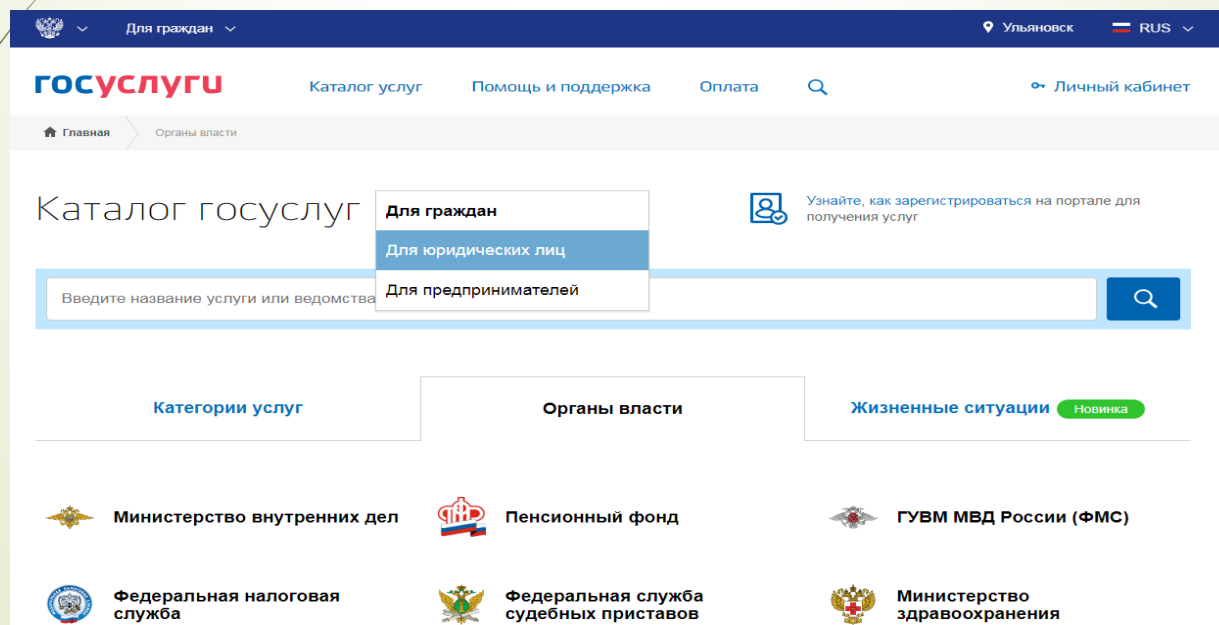 Для граждан
Ульяновск
RUS
госуслуги
Каталог услуг
Помощь и поддержка
Оплата
Личный кабинет
Главная
Органы власти
Каталог госуслуг
Для граждан
Для юридических лиц
Для предпринимателей
Узнайте, как зарегистрироваться на портале для
получения услуг
Введите название услуги или ведомства
Категории услуг
Органы власти
Жизненные ситуации
Новинка
Министерство внутренних дел
Пенсионный фонд
ГУВМ МВД России (ФМС)
Федеральная налоговая
служба
Федеральная служба
судебных приставов
Министерство
здравоохранения